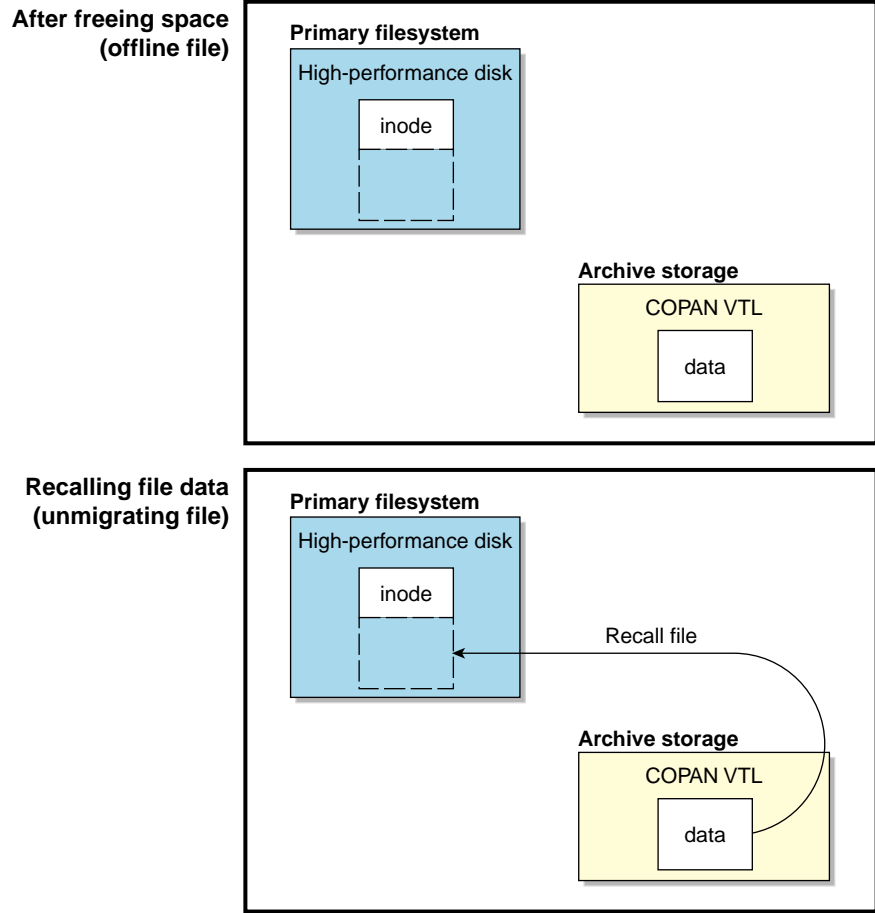 After freeing space
(offline file)
Primary filesystem
High-performance disk
inode
Archive storage
COPAN VTL
data
Recalling file data
(unmigrating file)
Primary filesystem
High-performance disk
inode
Recall file
Archive storage
COPAN VTL
data